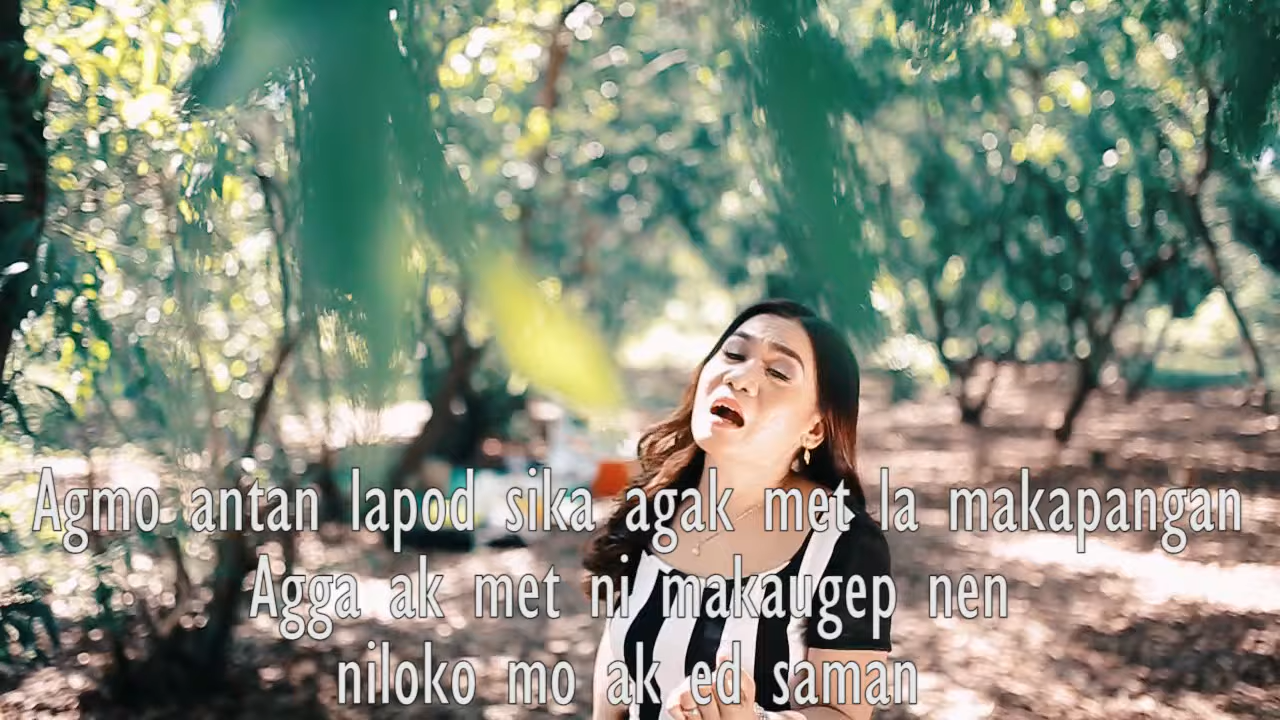 Agmo antan lapod sika agak met la makapangan
Agga ak met ni makaugep nen
niloko mo ak ed saman